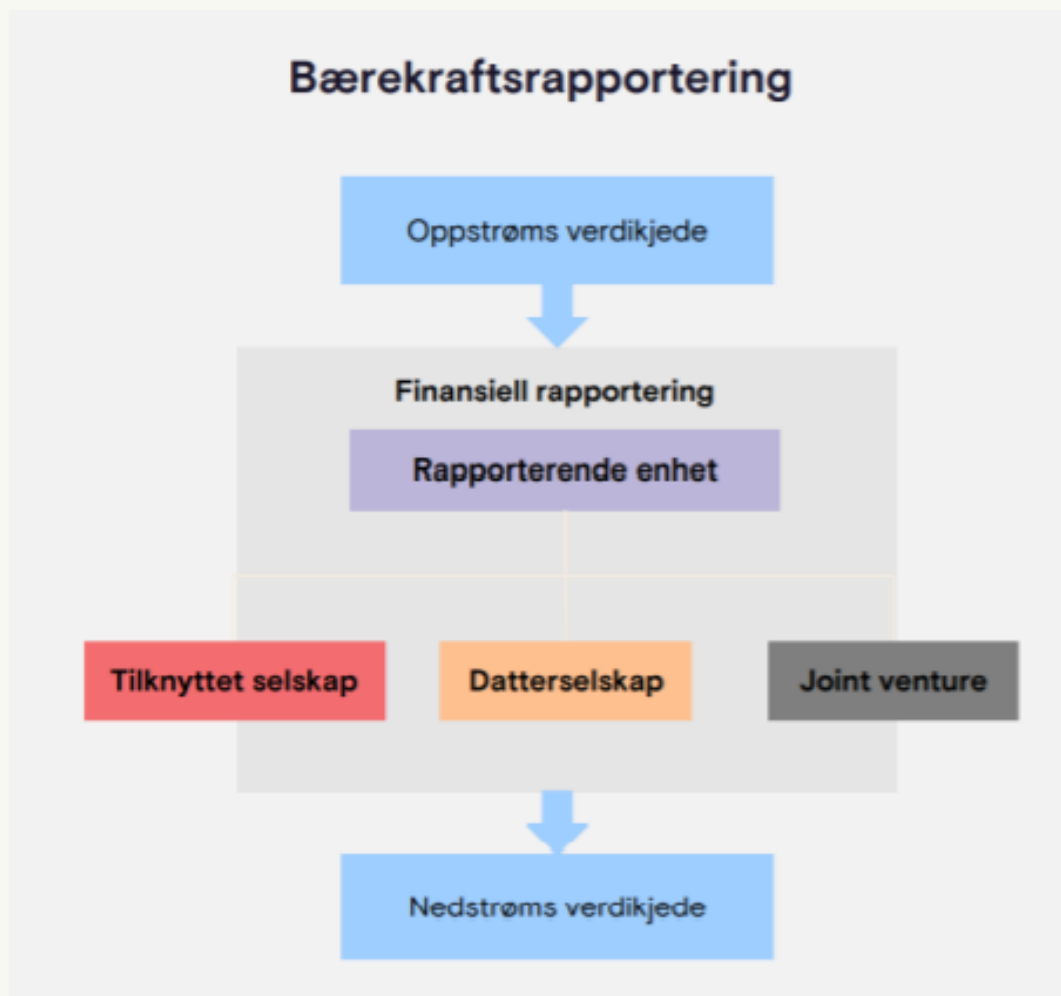 Bærekraftsrapportering
Oppstrøms verdikjede
Finansiell rapportering
Rapporterende enhet
Tilknyttet selskap
Datterselskap
Joint venture
Nedstrøms verdikjede